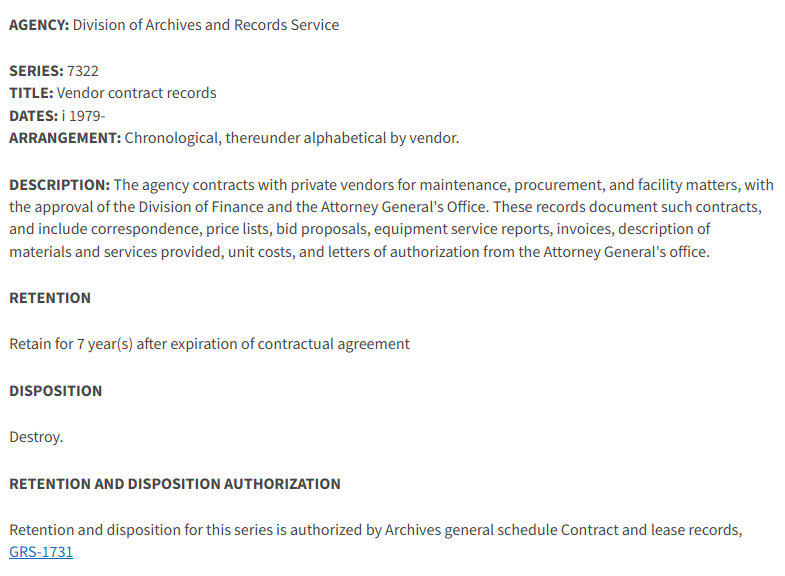 AGENCY: Division of Archives and Records Service
SERIES: 7322
TITLE: Vendor contract records
DATES: i 1979-
ARRANGEMENT: Chronological, thereunder alphabetical by vendor.
DESCRIPTION: The agency contracts with private vendors for maintenance, procurement, and facility matters, with
the approval of the Division of Finance and the Attorney General's Office. These records document such contracts,
and include correspondence, price lists, bid proposals, equipment service reports, invoices, description of
materials and services provided, unit costs, and letters of authorization from the Attorney General's office.
RETENTION
Retain for 7 year(s) after expiration of contractual agreement
DISPOSITION
Destroy.
RETENTION AND DISPOSITION AUTHORIZATION
Retention and disposition for this series is authorized by Archives general schedule Contract and lease records,
GRS-1731